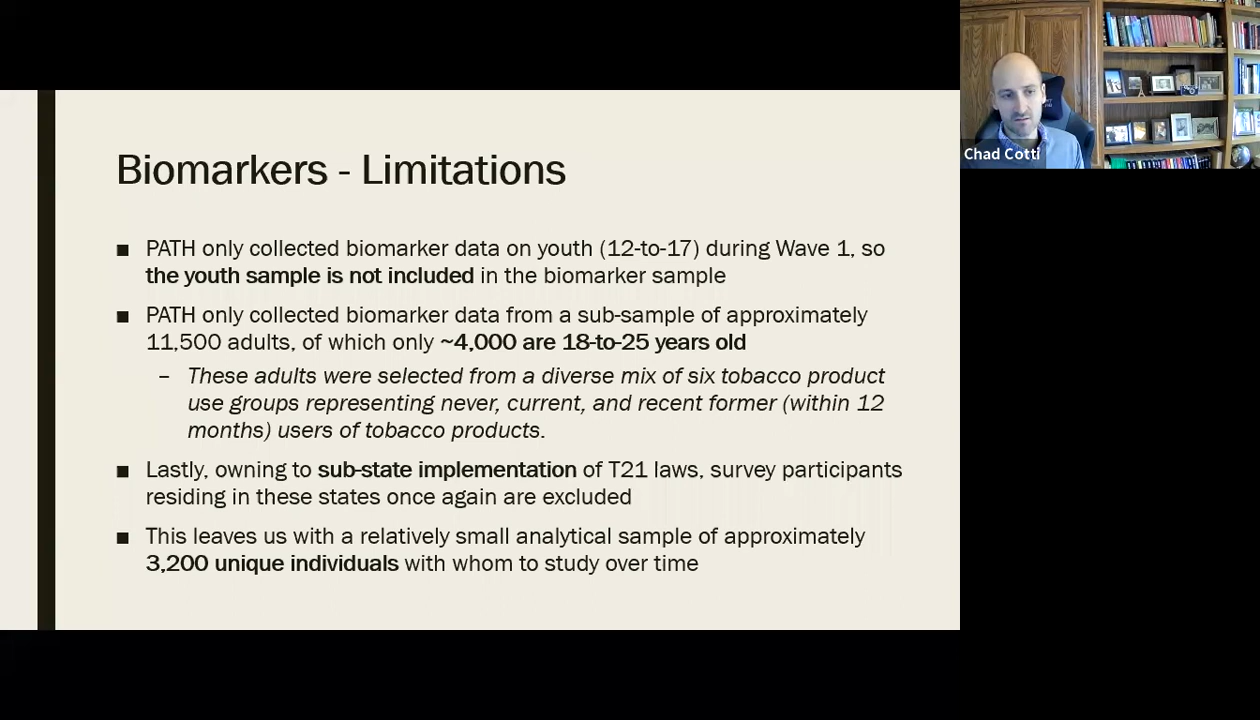 Biomarkers - Limitations
PATH only collected biomarker data on youth (12-to-17) during Wave 1, so
the youth sample is not included in the biomarker sample
PATH only collected biomarker data from a sub-sample of approximately
11,500 adults, of which only ~4,000 are 18-to-25 years old
– These adults were selected from a diverse mix of six tobacco product
use groups representing never, current, and recent former (within 12
months) users of tobacco products.
Lastly, owning to sub-state implementation of T21 laws, survey participants
residing in these states once again are excluded
This leaves us with a relatively small analytical sample of approximately
3,200 unique individuals with whom to study over time
Chad Cotti